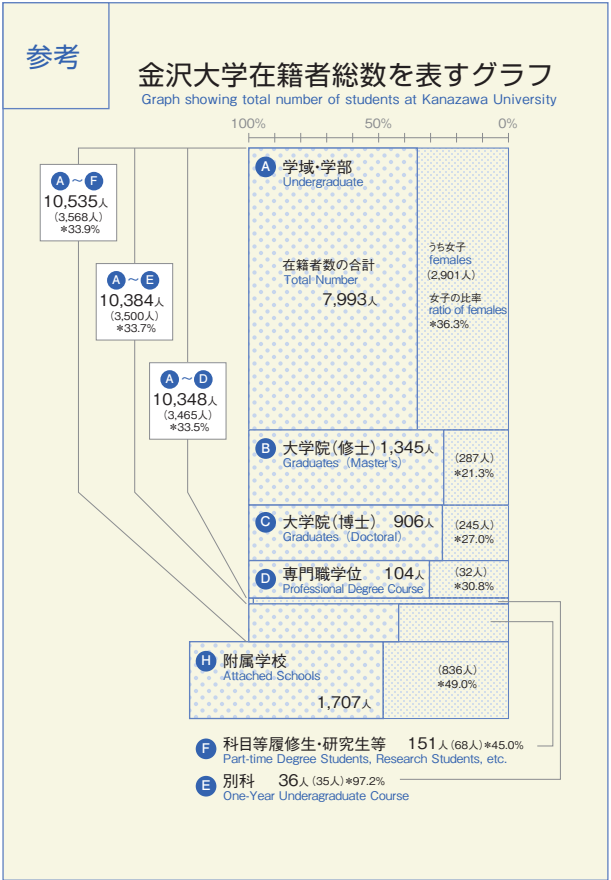 参考
金沢大学在籍者総数を表すグラフ
Graph showing total number of students at Kanazawa University
100% 50% 0%
A～F
10,535人
(3,568人)
*33.9%
A～E
10,384人
(3,500人)
*33.7%
A～D
10,348人
(3,465人)
*33.5%
A 学域・学部
Undergraduate
在籍者数の合計
Total Number
7,993人
うち女子
females
(2,901人)
女子の比率
ratio of females
*36.3%
B 大学院(修士)1,345人
Graduates (Master's)
(287人)
*21.3%
C 大学院(博士) 906人
Graduates (Doctoral)
(245人)
*27.0%
D 専門職学位 104人
Professional Degree Course
(32人)
*30.8%
H 附属学校
Attached Schools
1,707人
(836人)
*49.0%
F 科目等履修生・研究生等 151人(68人)*45.0%
Part-time Degree Students, Research Students, etc.
E 別科 36人(35人)*97.2%
One-Year Underagraduate Course